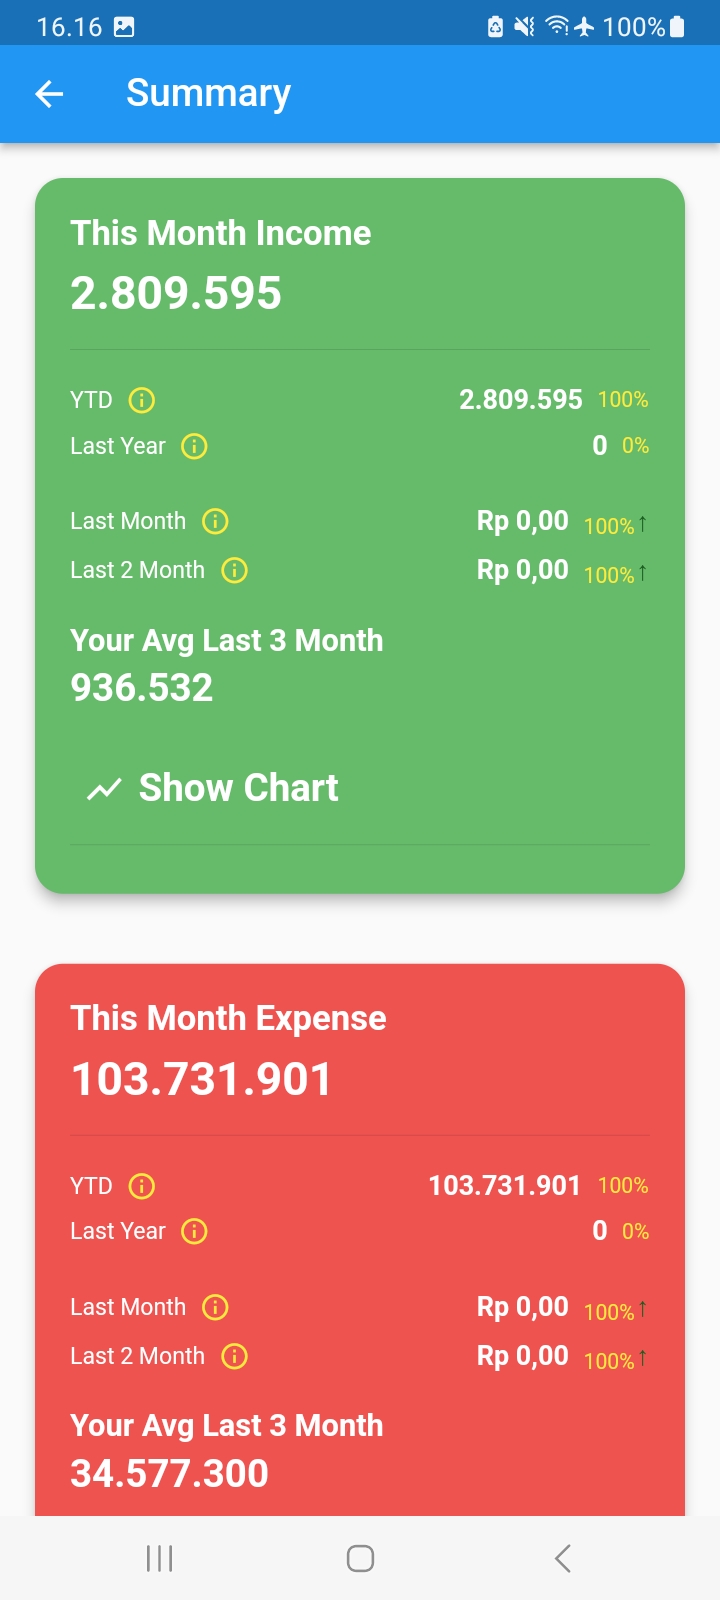 16.16 100%
Summary
This Month Income
2.809.595
YTD 2.809.595 100%
Last Year 0 0%
Last Month Rp 0,00 100%↑
Last 2 Month Rp 0,00 100%↑
Your Avg Last 3 Month
936.532
Show Chart
This Month Expense
103.731.901
YTD 103.731.901 100%
Last Year 0 0%
Last Month Rp 0,00 100%↑
Last 2 Month Rp 0,00 100%↑
Your Avg Last 3 Month
34.577.300